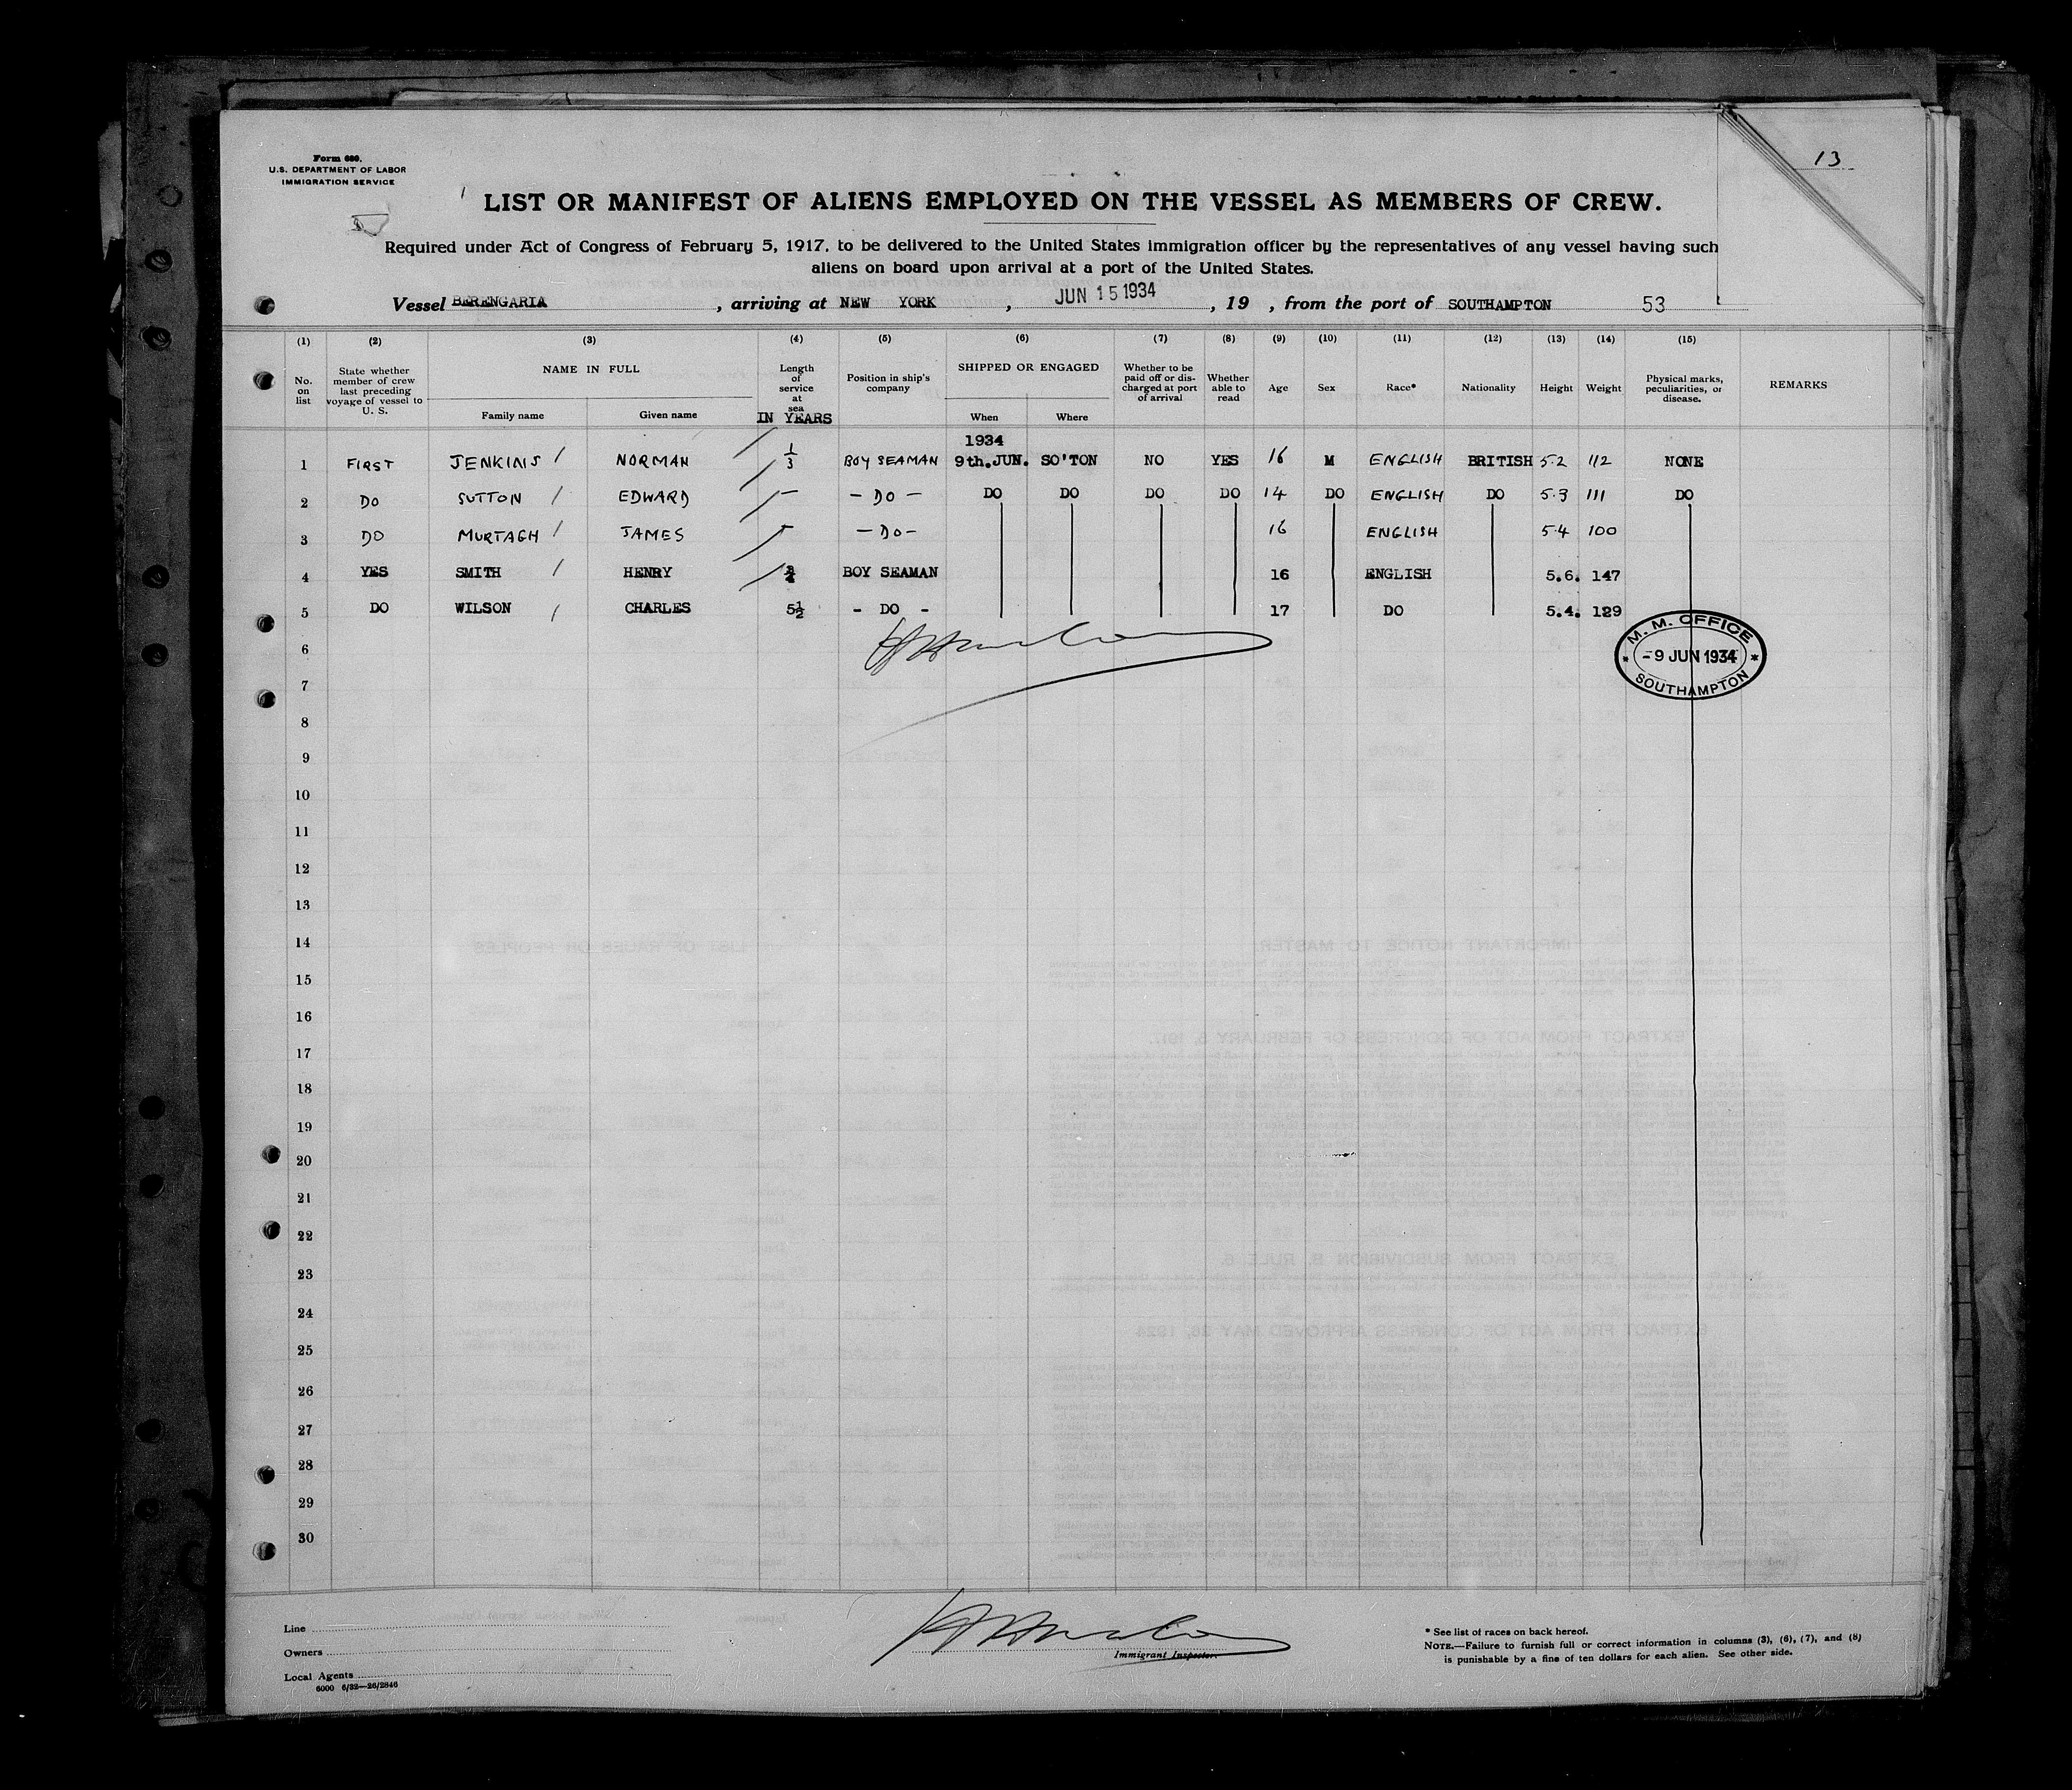 13
Form 680.
U.S. DEPARTMENT OF LABOR
IMMIGRATION SERVICE
LIST OR MANIFEST OF ALIENS EMPLOYED ON THE VESSEL AS MEMBERS OF CREW.
Required under Act of Congress of February 5, 1917, to be delivered to the United States immigration officer by the representatives of any vessel having such
aliens on board upon arrival at a port of the United States.
Vessel BERENGARIA, arriving at NEW YORK, JUN 15 1934, 19 , from the port of SOUTHAMPTON 53
(1) (2) (3) (4) (5) (6) (7) (8) (9) (10) (11) (12) (13) (14) (15)
No. on list State whether member of crew last preceding voyage of vessel to U. S. NAME IN FULL Family name Given name Length of service at sea IN YEARS Position in ship's company SHIPPED OR ENGAGED When Where Whether to be paid off or discharged at port of arrival Whether able to read Age Sex Race* Nationality Height Weight Physical marks, peculiarities, or disease. REMARKS
1934
1 FIRST JENKINS / NORMAN 1/3 BOY SEAMAN 9th.JUN. SO'TON NO YES 16 M ENGLISH BRITISH 5.2 112 NONE
2 DO SUTTON / EDWARD - - DO - DO DO DO DO 14 DO ENGLISH DO 5.3 111 DO
3 DO MURTAGH / JAMES - - DO - 16 ENGLISH 5.4 100
4 YES SMITH / HENRY BOY SEAMAN 16 ENGLISH 5.6. 147
5 DO WILSON / CHARLES 5½ - DO - 17 DO 5.4. 129
M. M. OFFICE
- 9 JUN 1934
SOUTHAMPTON
6
7
8
9
10
11
12
13
14
15
16
17
18
19
20
21
22
23
24
25
26
27
28
29
30
Line
Owners
Local Agents
6000 6/32—26/2846
Immigrant Inspector.
* See list of races on back hereof.
NOTE.—Failure to furnish full or correct information in columns (3), (6), (7), and (8)
is punishable by a fine of ten dollars for each alien. See other side.